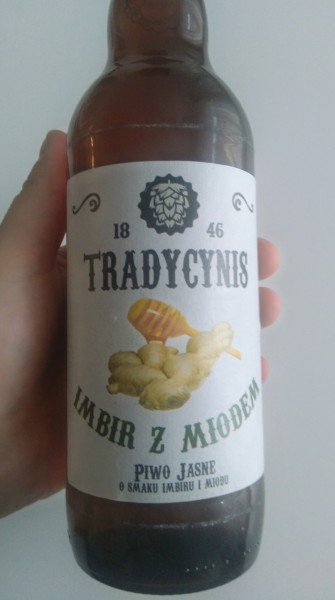 18 46
TRADYCYNIS
IMBIR Z MIODEM
PIWO JASNE
O SMAKU IMBIRU I MIODU